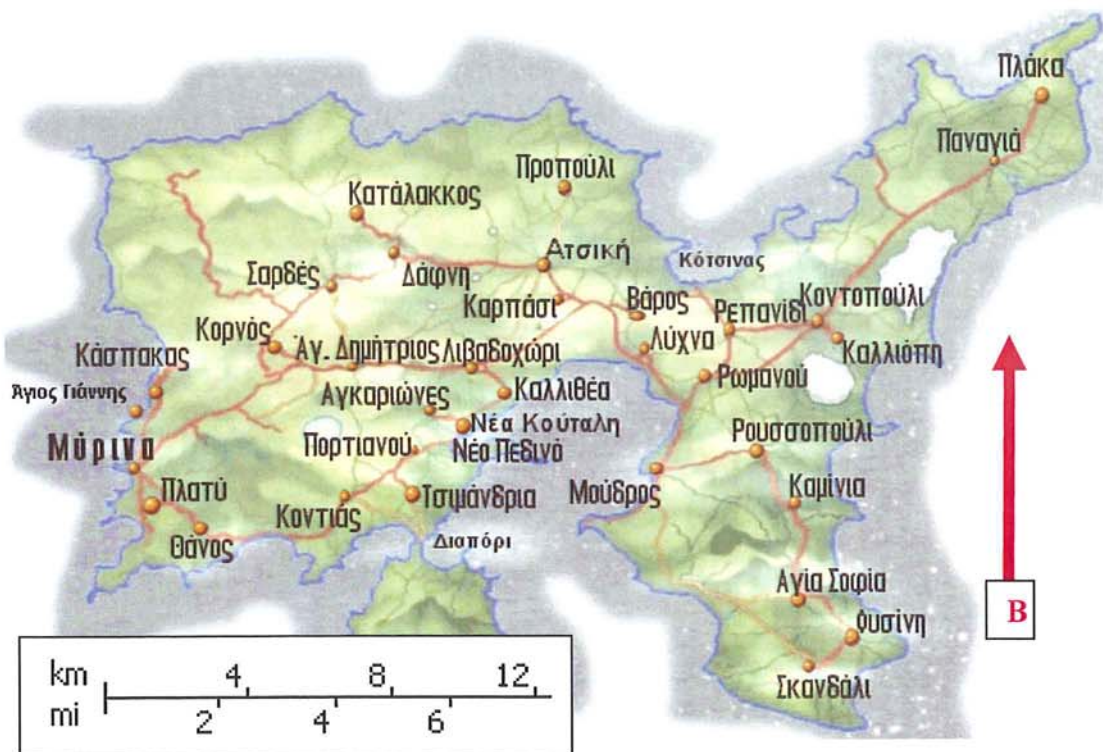 Πλάκα
Παναγιά
Προπούλι
Κατάλακκος
Ατσική
Κότσινας
Δάφνη
Σαρδές
Καρπάσι
Βάρος
Ρεπανίδι
Κοντοπούλι
Κορνός
Λύχνα
Καλλιόπη
Άγ. Δημήτριος
Λιβαδοχώρι
Κάσπακας
Ρωμανού
Άγιος Γιάννης
Αγκαριώνες
Καλλιθέα
Νέα Κούταλη
Μύρινα
Πορτιανού
Νέο Πεδινό
Ρουσσοπούλι
Πλατύ
Τσιμάνδρια
Μούδρος
Καμίνια
Κοντιάς
Θάνος
Διαπόρι
Αγία Σοφία
Φυσίνη
Σκανδάλι
B
km 4 8 12
mi 2 4 6